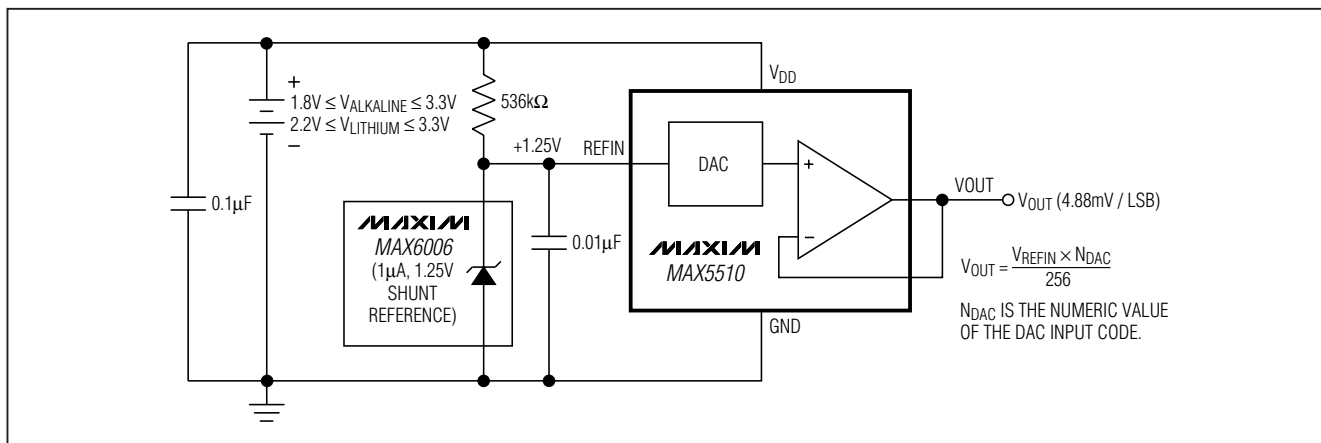 VDD
+
1.8V ≤ VALKALINE ≤ 3.3V
2.2V ≤ VLITHIUM ≤ 3.3V
−
536kΩ
+1.25V
REFIN
DAC
+
−
VOUT
VOUT (4.88mV / LSB)
0.1µF
MAXIM
MAX6006
(1µA, 1.25V
SHUNT
REFERENCE)
0.01µF
MAXIM
MAX5510
VOUT = VREFIN × NDAC
256
NDAC IS THE NUMERIC VALUE
OF THE DAC INPUT CODE.
GND